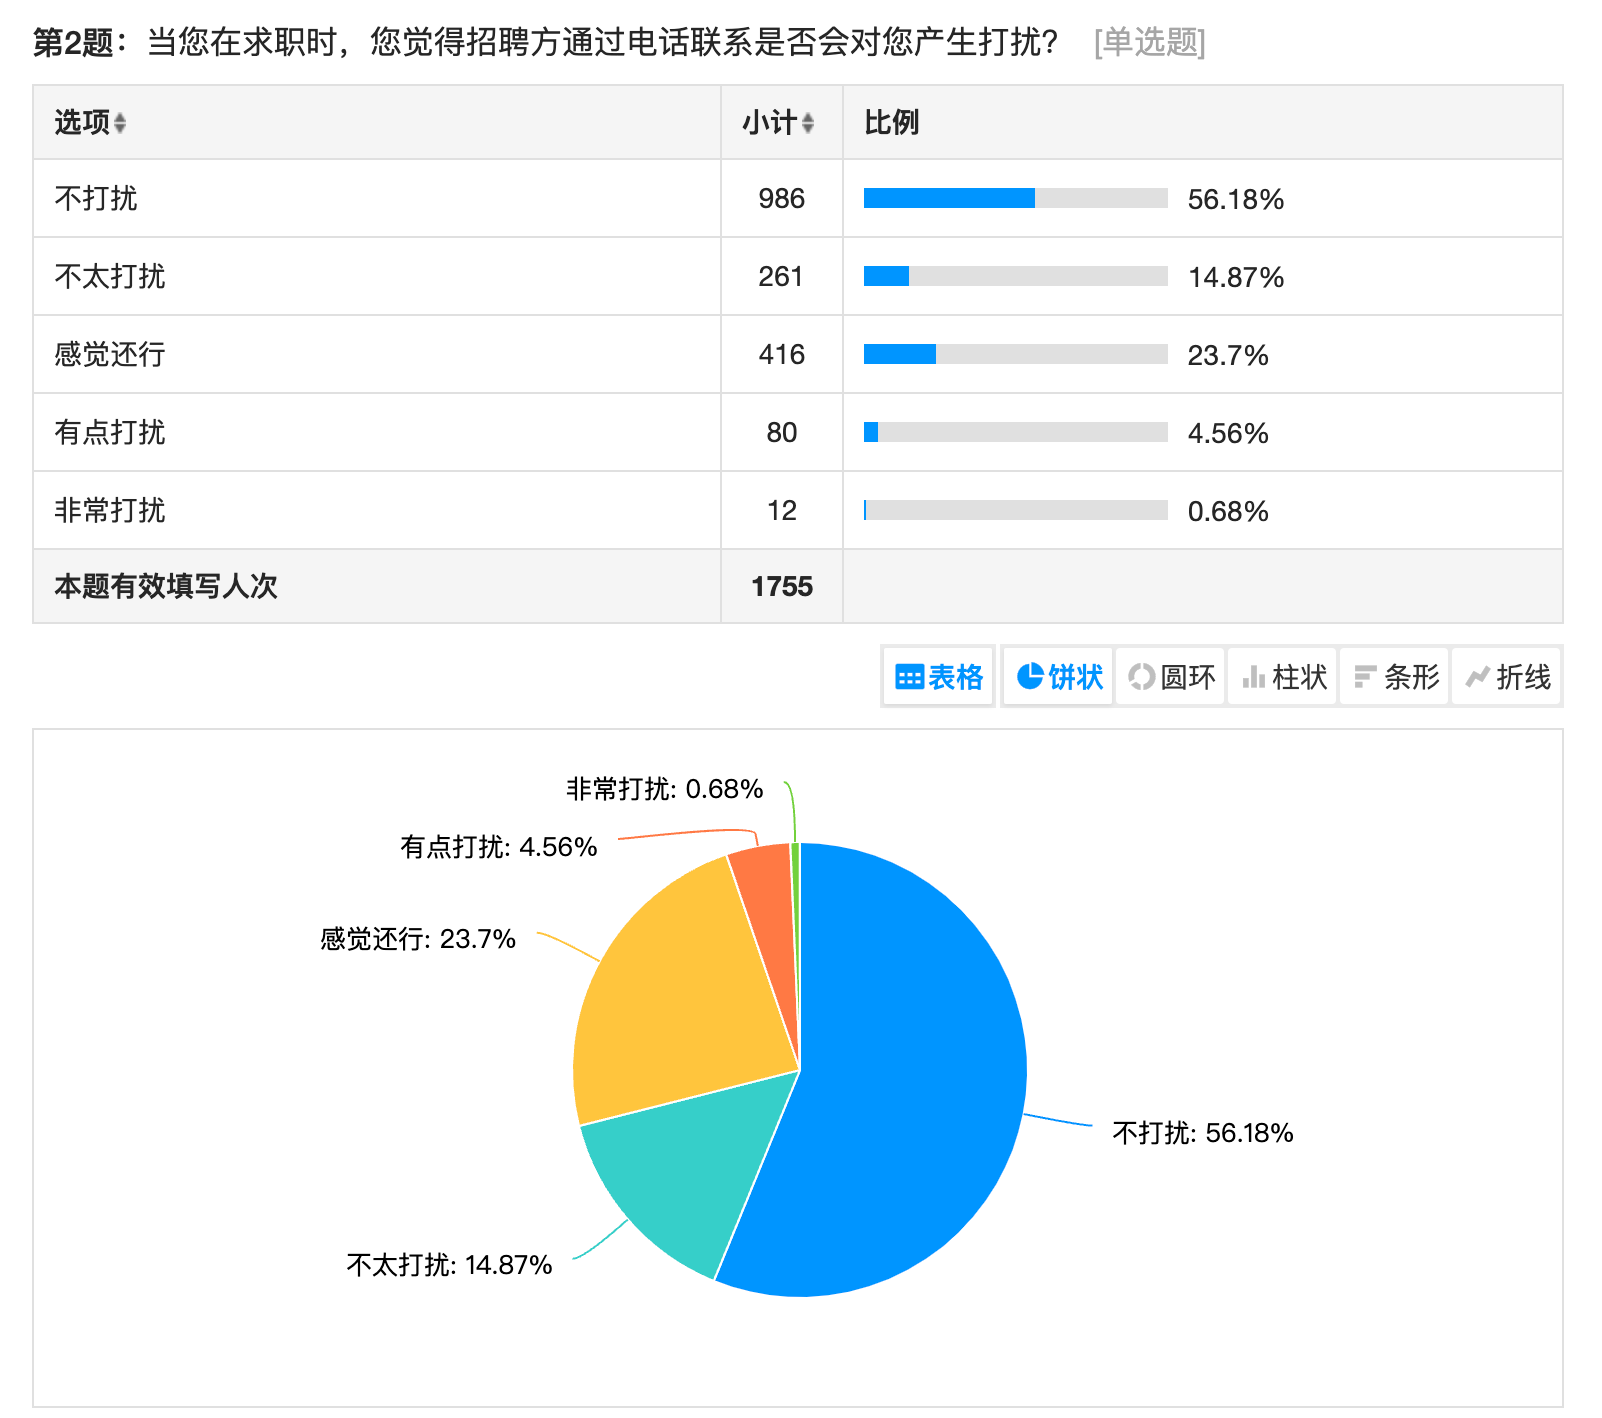 第2题：当您在求职时，您觉得招聘方通过电话联系是否会对您产生打扰？ [单选题]
选项 小计 比例
不打扰 986 56.18%
不太打扰 261 14.87%
感觉还行 416 23.7%
有点打扰 80 4.56%
非常打扰 12 0.68%
本题有效填写人次 1755
表格 饼状 圆环 柱状 条形 折线
非常打扰: 0.68%
有点打扰: 4.56%
感觉还行: 23.7%
不打扰: 56.18%
不太打扰: 14.87%